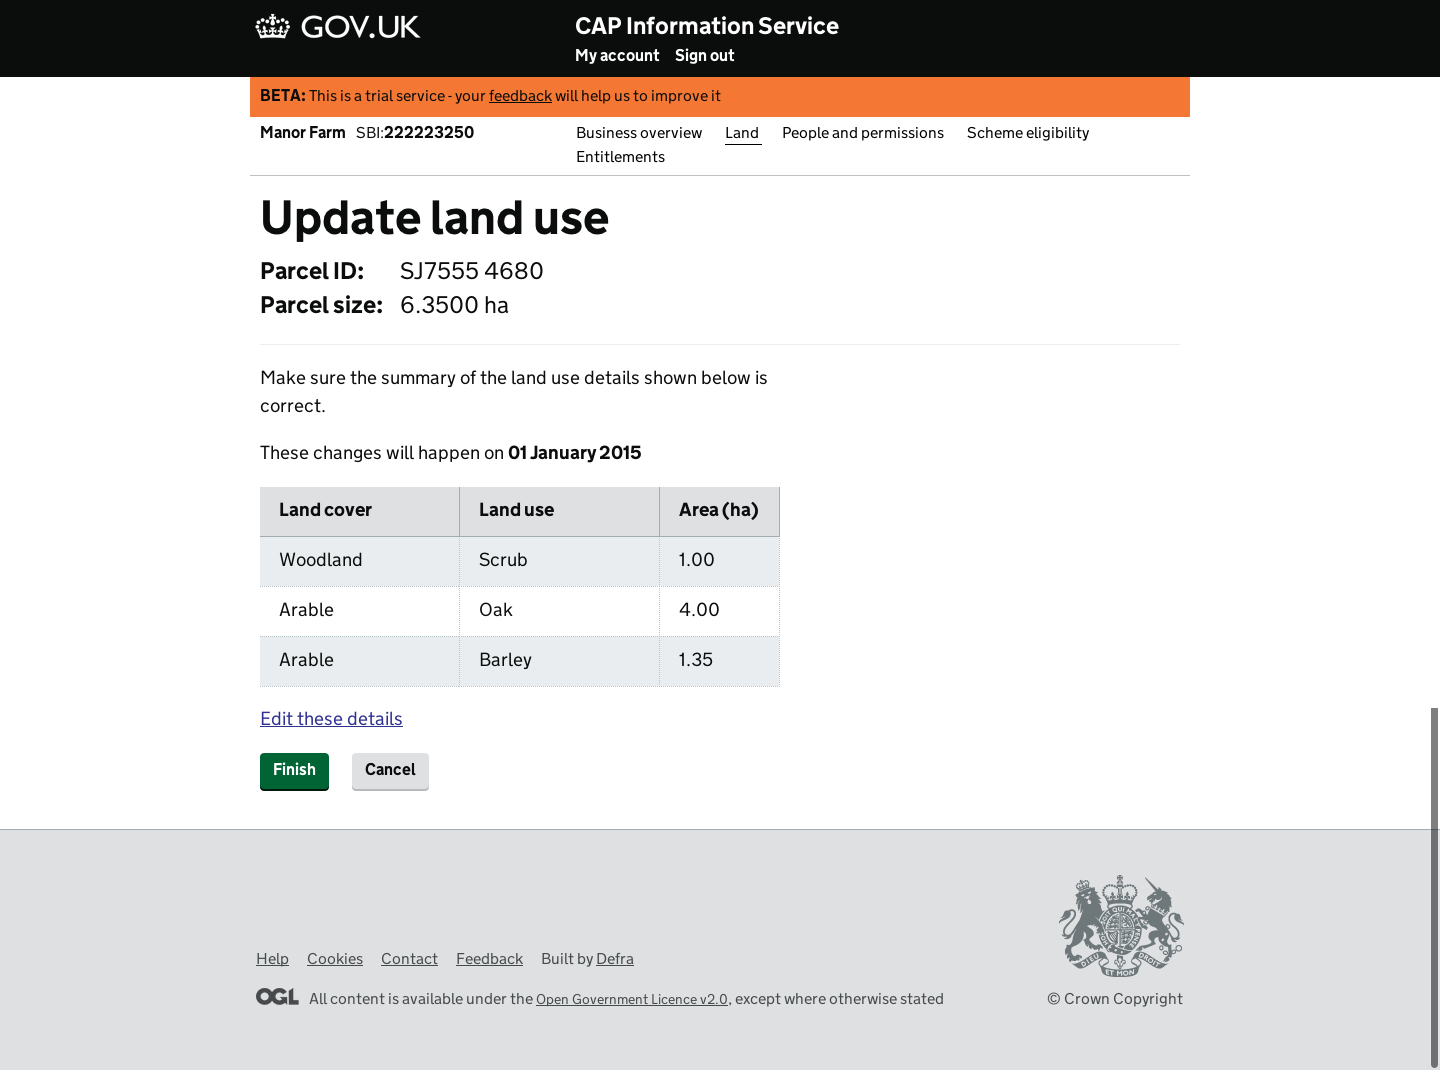 GOV.UK
CAP Information Service
My account Sign out
BETA: This is a trial service - your feedback will help us to improve it
Manor Farm SBI:222223250
Business overview Land People and permissions Scheme eligibility
Entitlements
Update land use
Parcel ID: SJ7555 4680
Parcel size: 6.3500 ha
Make sure the summary of the land use details shown below is
correct.
These changes will happen on 01 January 2015
Land cover Land use Area (ha)
Woodland Scrub 1.00
Arable Oak 4.00
Arable Barley 1.35
Edit these details
Finish Cancel
Help Cookies Contact Feedback Built by Defra
OGL All content is available under the Open Government Licence v2.0, except where otherwise stated
© Crown Copyright